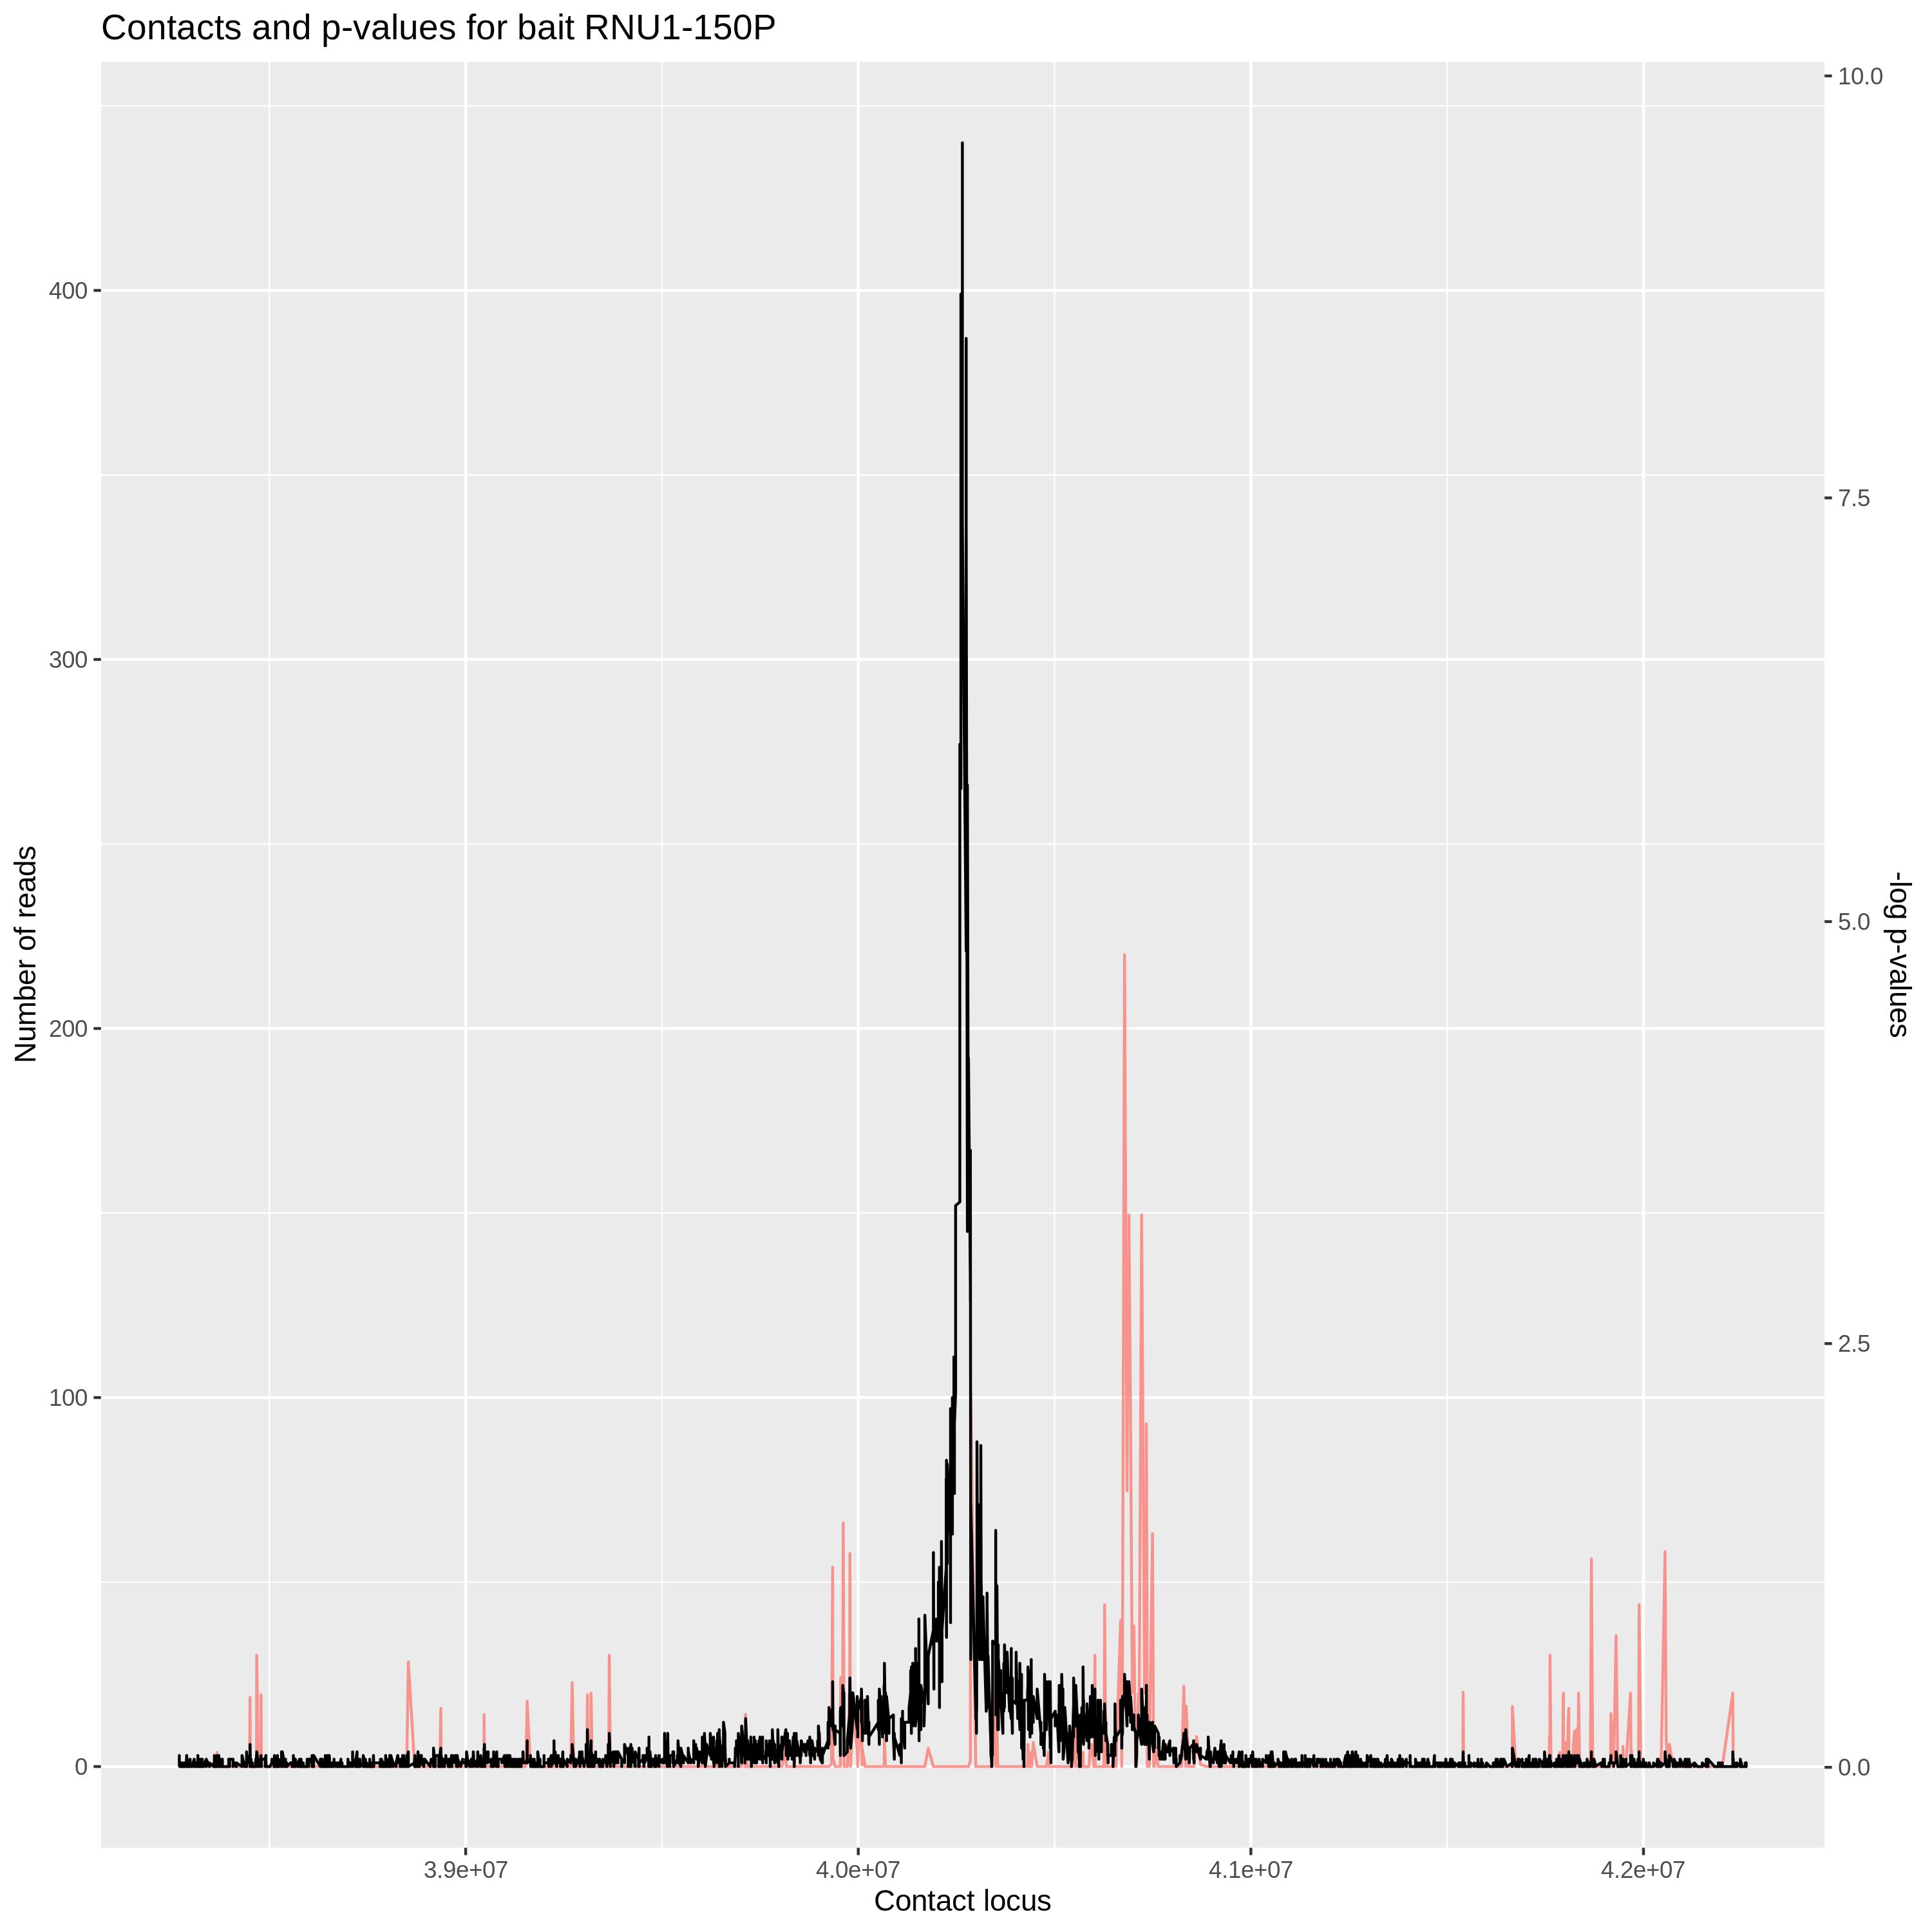 Contacts and p-values for bait RNU1-150P
Number of reads
400
300
200
100
0
10.0
7.5
5.0
2.5
0.0
-log p-values
3.9e+07
4.0e+07
4.1e+07
4.2e+07
Contact locus